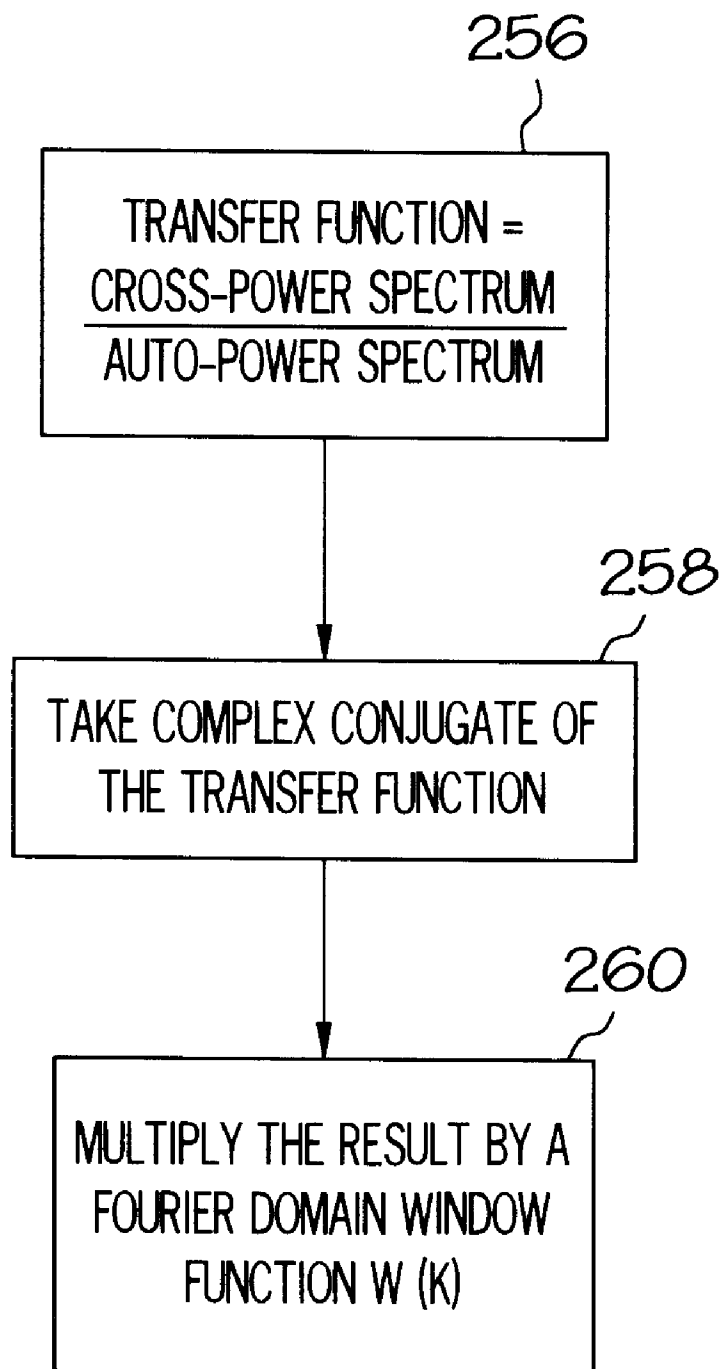 256
TRANSFER FUNCTION =
CROSS-POWER SPECTRUM
AUTO-POWER SPECTRUM
258
TAKE COMPLEX CONJUGATE OF
THE TRANSFER FUNCTION
260
MULTIPLY THE RESULT BY A
FOURIER DOMAIN WINDOW
FUNCTION W (K)